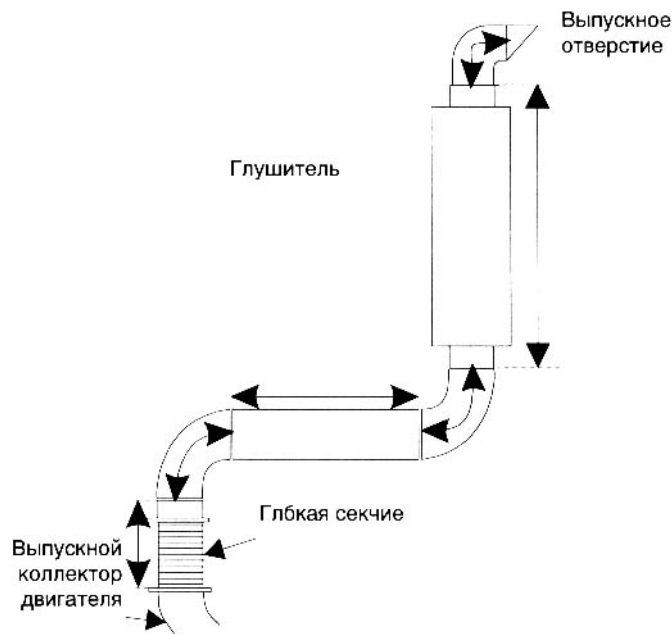 Выпускное
отверстие
Глушитель
Глбкая секчие
Выпускной
коллектор
двигателя